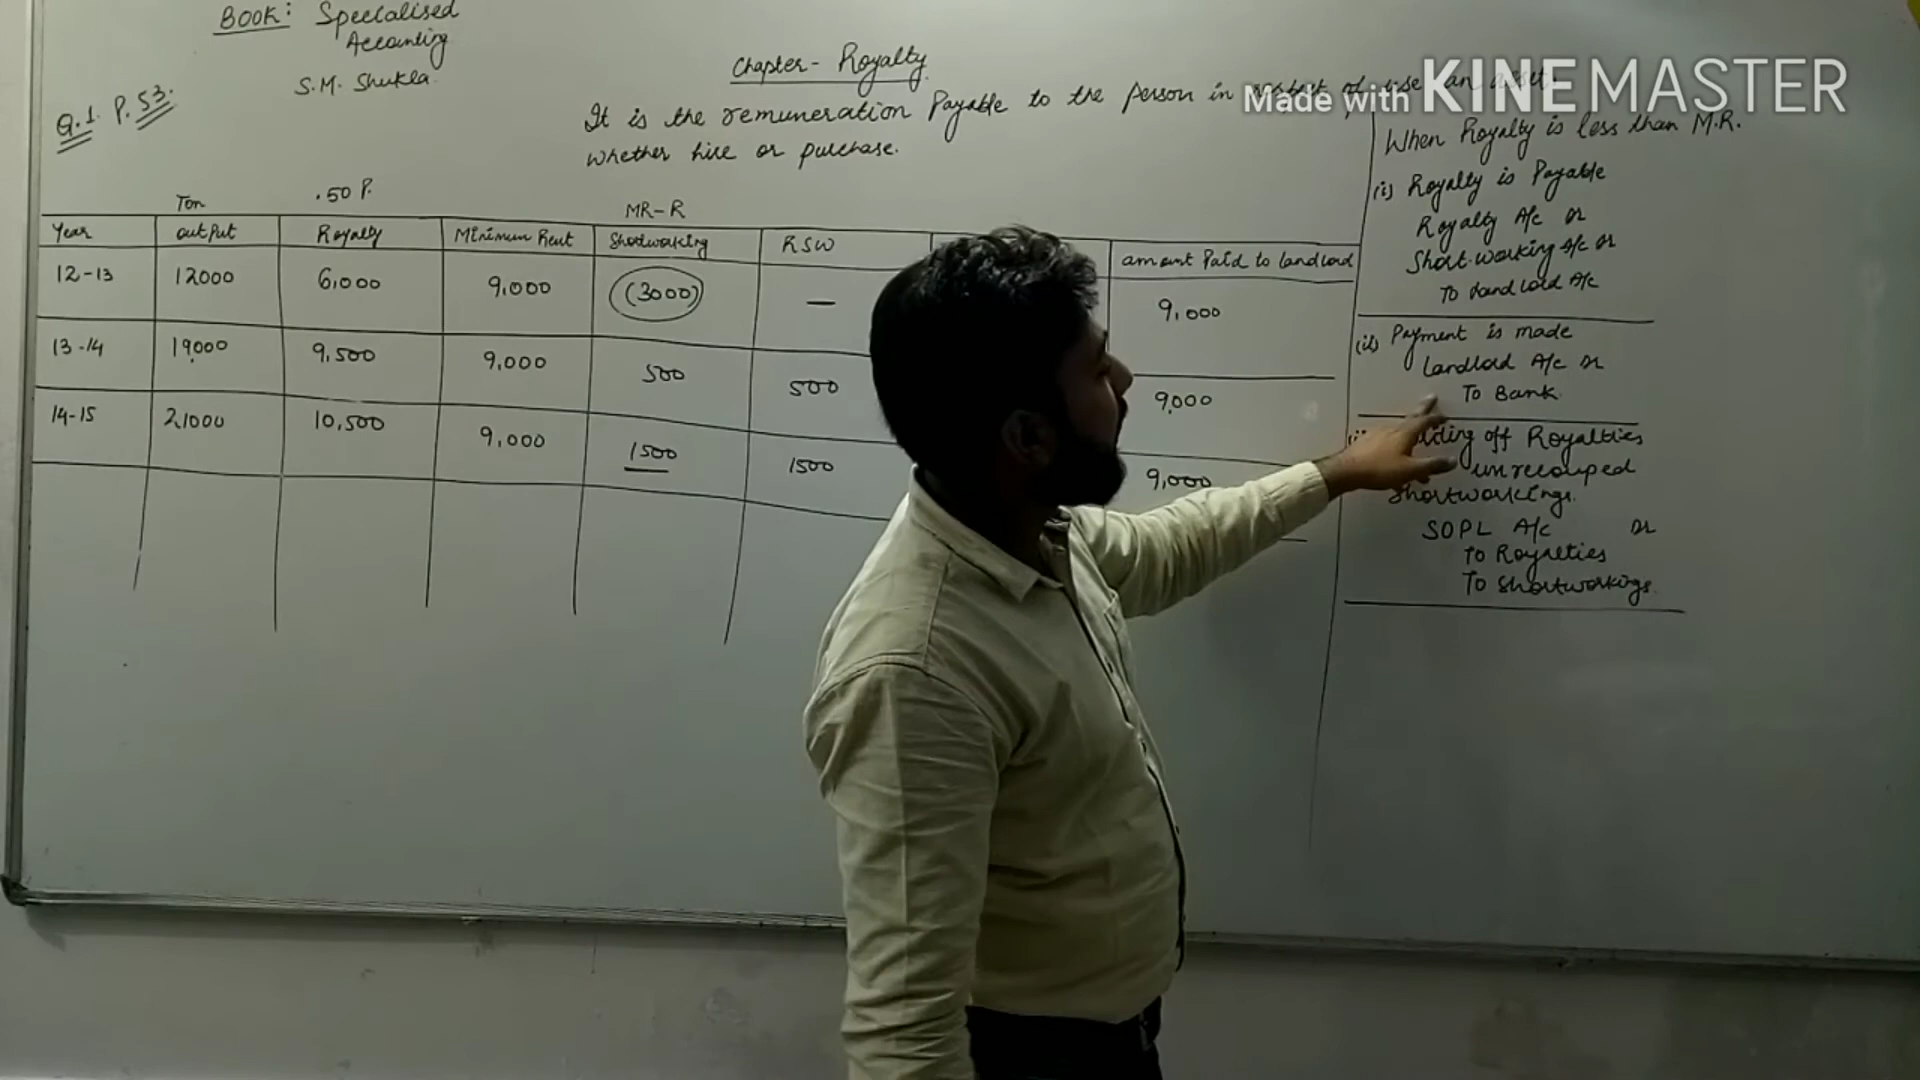 BOOK: Specialised
Accounting
S.M. Shukla
Q.1. P. 53.
Chapter - Royalty
It is the remuneration Payable to the person in respect of use an asset
whether hire or purchase.
Made with KINEMASTER
Ton
.50 P.
MR-R
Year output Royalty Minimum Rent Shortworking RSW amount Paid to landlord
12-13 12000 6,000 9,000 (3000) — 9,000
13-14 19,000 9,500 9,000 500 500 9,000
14-15 21000 10,500 9,000 1500 1500 9,000
When Royalty is less than M.R.
(i) Royalty is Payable
Royalty A/c Dr
Short working A/c Dr
To Landlord A/c
(ii) Payment is made
Landlord A/c Dr
To Bank
off Royalties
unrecouped
Shortworkings.
SOPL A/c Dr
To Royalties
To Shortworkings.